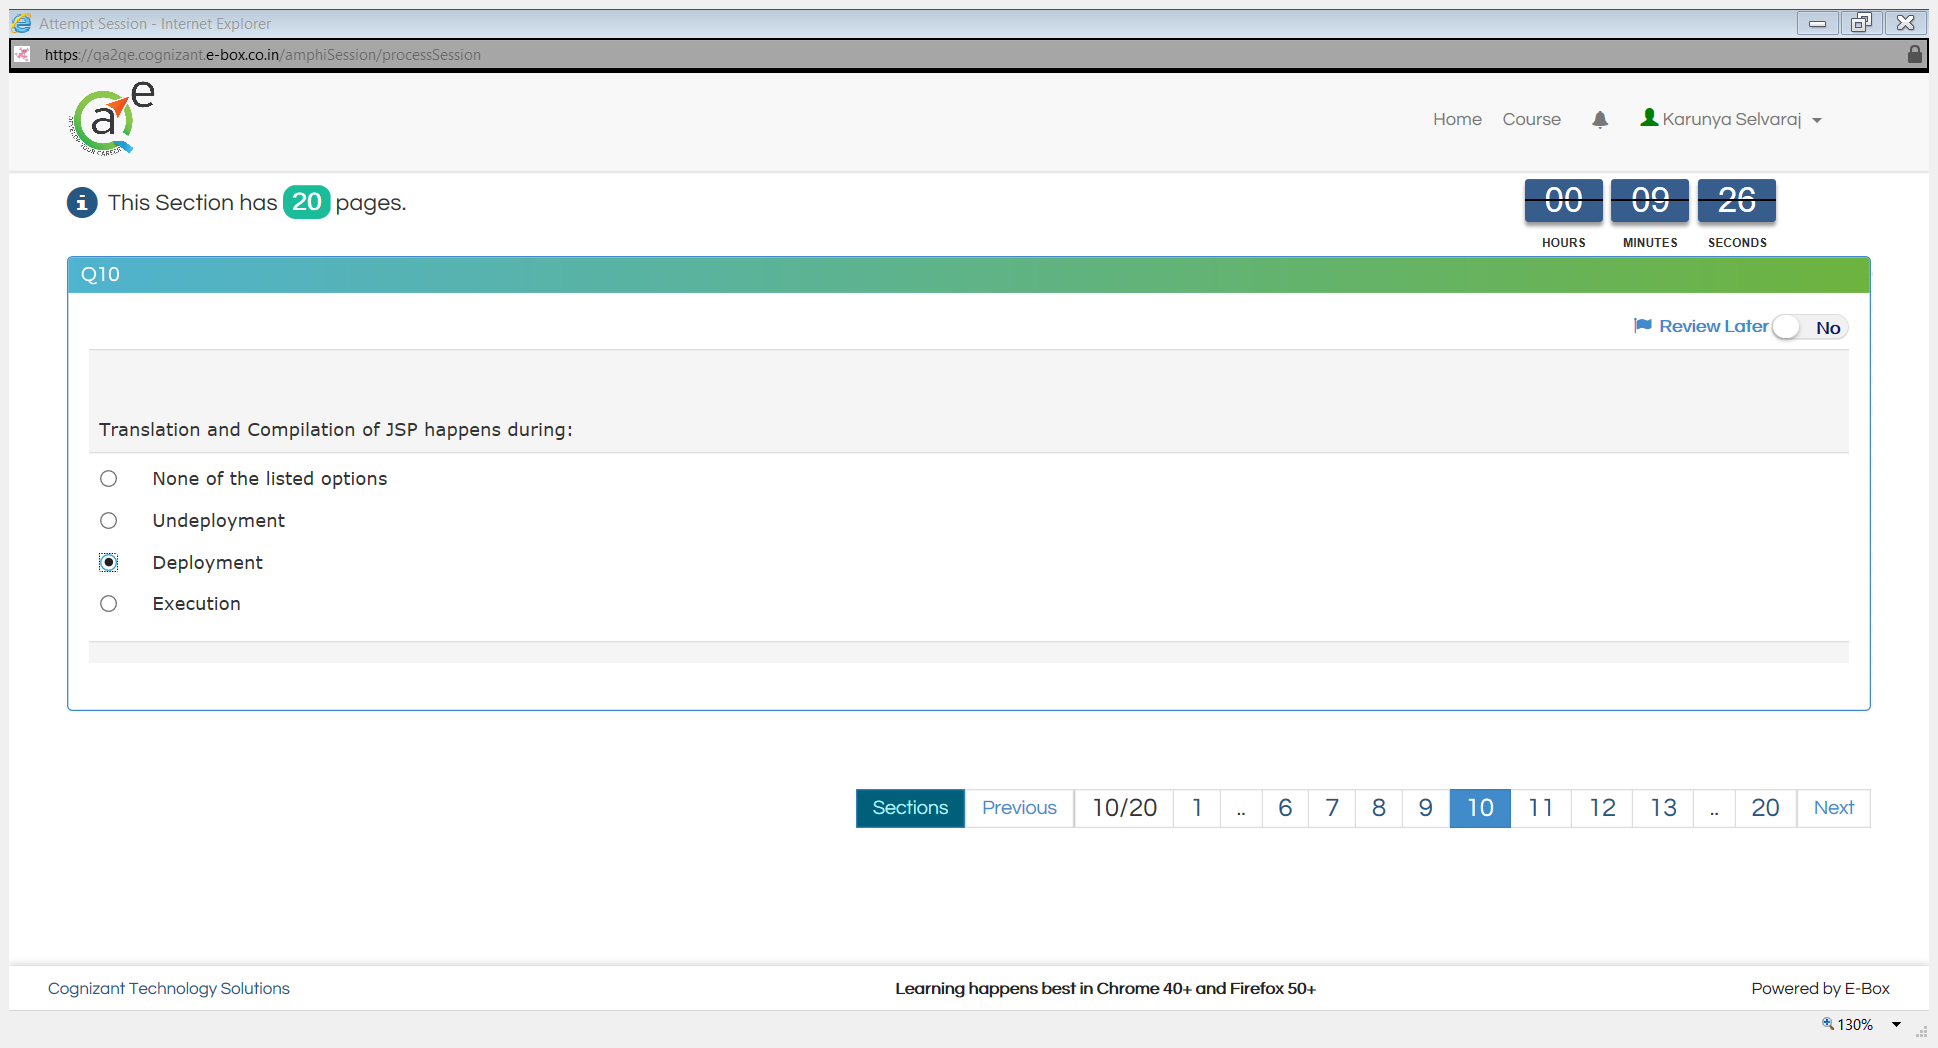 Attempt Session - Internet Explorer
https://qa2qe.cognizant.e-box.co.in/amphiSession/processSession
a e
DEVELOP YOUR CAREER
Home Course Karunya Selvaraj
This Section has 20 pages.
00 09 26
HOURS MINUTES SECONDS
Q10
Review Later No
Translation and Compilation of JSP happens during:
None of the listed options
Undeployment
Deployment
Execution
Sections Previous 10/20 1 .. 6 7 8 9 10 11 12 13 .. 20 Next
Cognizant Technology Solutions Learning happens best in Chrome 40+ and Firefox 50+ Powered by E-Box
130%